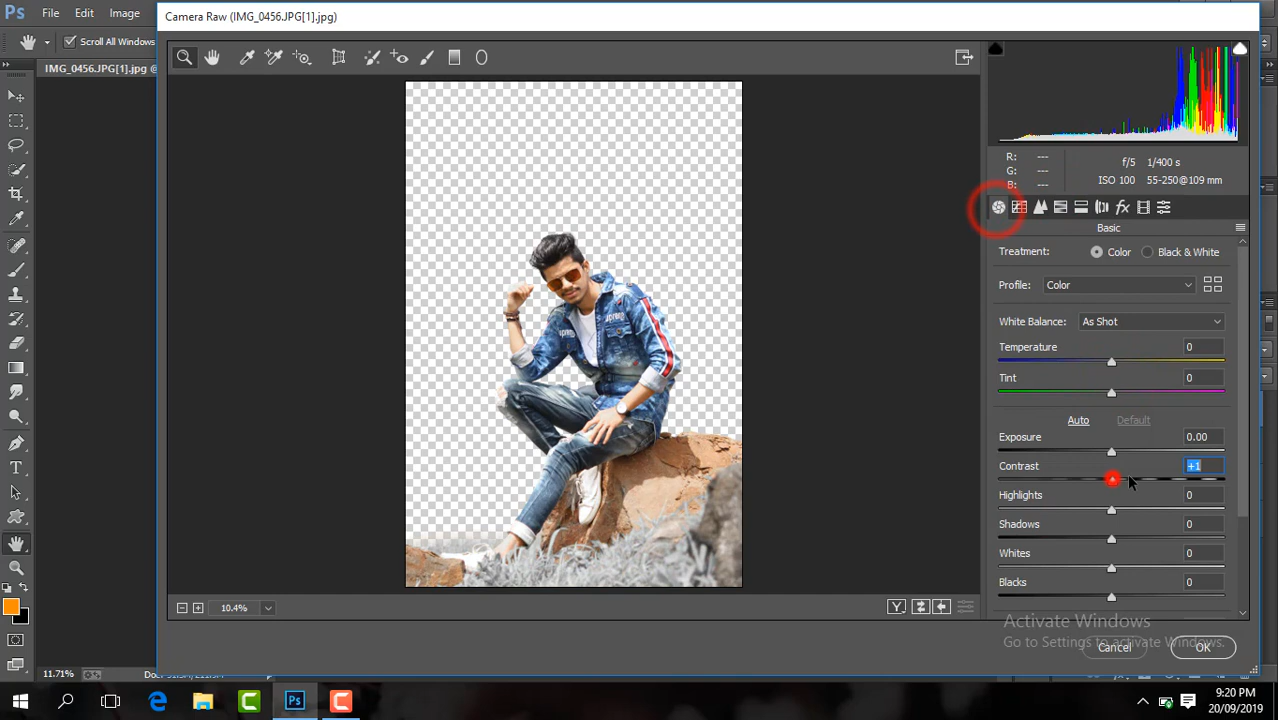 Ps File Edit Image
Camera Raw (IMG_0456.JPG[1].jpg)
Scroll All Windows
IMG_0456.JPG[1].jpg @
R: ---
G: ---
B: ---
f/5 1/400 s
ISO 100 55-250@109 mm
Basic
Treatment: Color Black & White
Profile: Color
White Balance: As Shot
Temperature 0
Tint 0
Auto Default
Exposure 0.00
Contrast +1
Highlights 0
Shadows 0
Whites 0
Blacks 0
10.4%
Y
Activate Windows
Go to Settings to activate Windows.
Cancel OK
11.71%
9:20 PM
20/09/2019